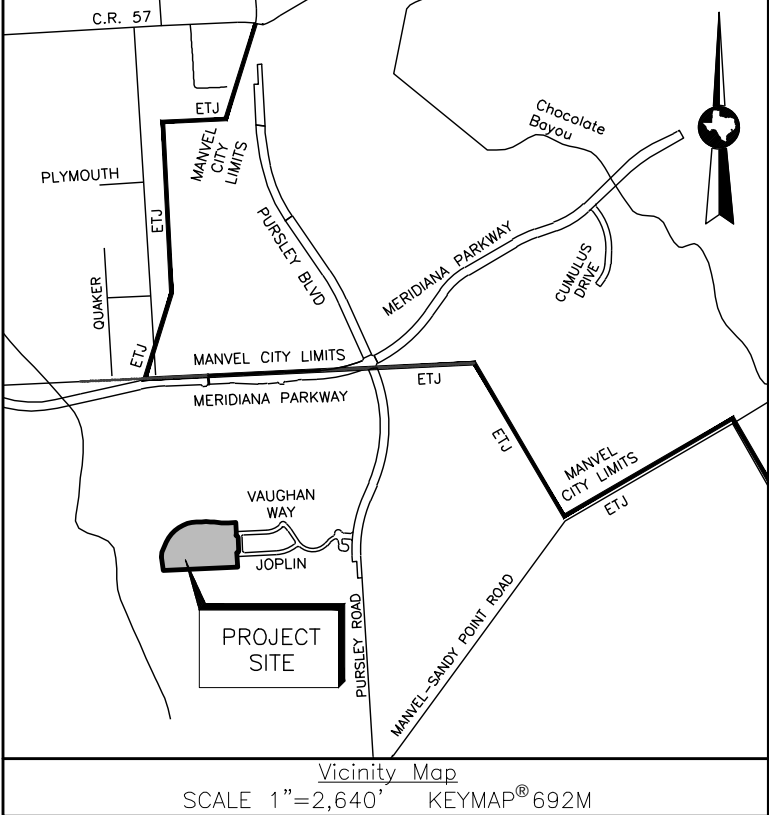 C.R. 57
ETJ
MANVEL
CITY
LIMITS
Chocolate
Bayou
PLYMOUTH
ETJ
PURSLEY BLVD
MERIDIANA PARKWAY
CUMULUS
DRIVE
QUAKER
ETJ
MANVEL CITY LIMITS
MERIDIANA PARKWAY
ETJ
ETJ
MANVEL
CITY LIMITS
ETJ
VAUGHAN
WAY
JOPLIN
PROJECT
SITE
PURSLEY ROAD
MANVEL-SANDY POINT ROAD
Vicinity Map
SCALE 1"=2,640' KEYMAP® 692M